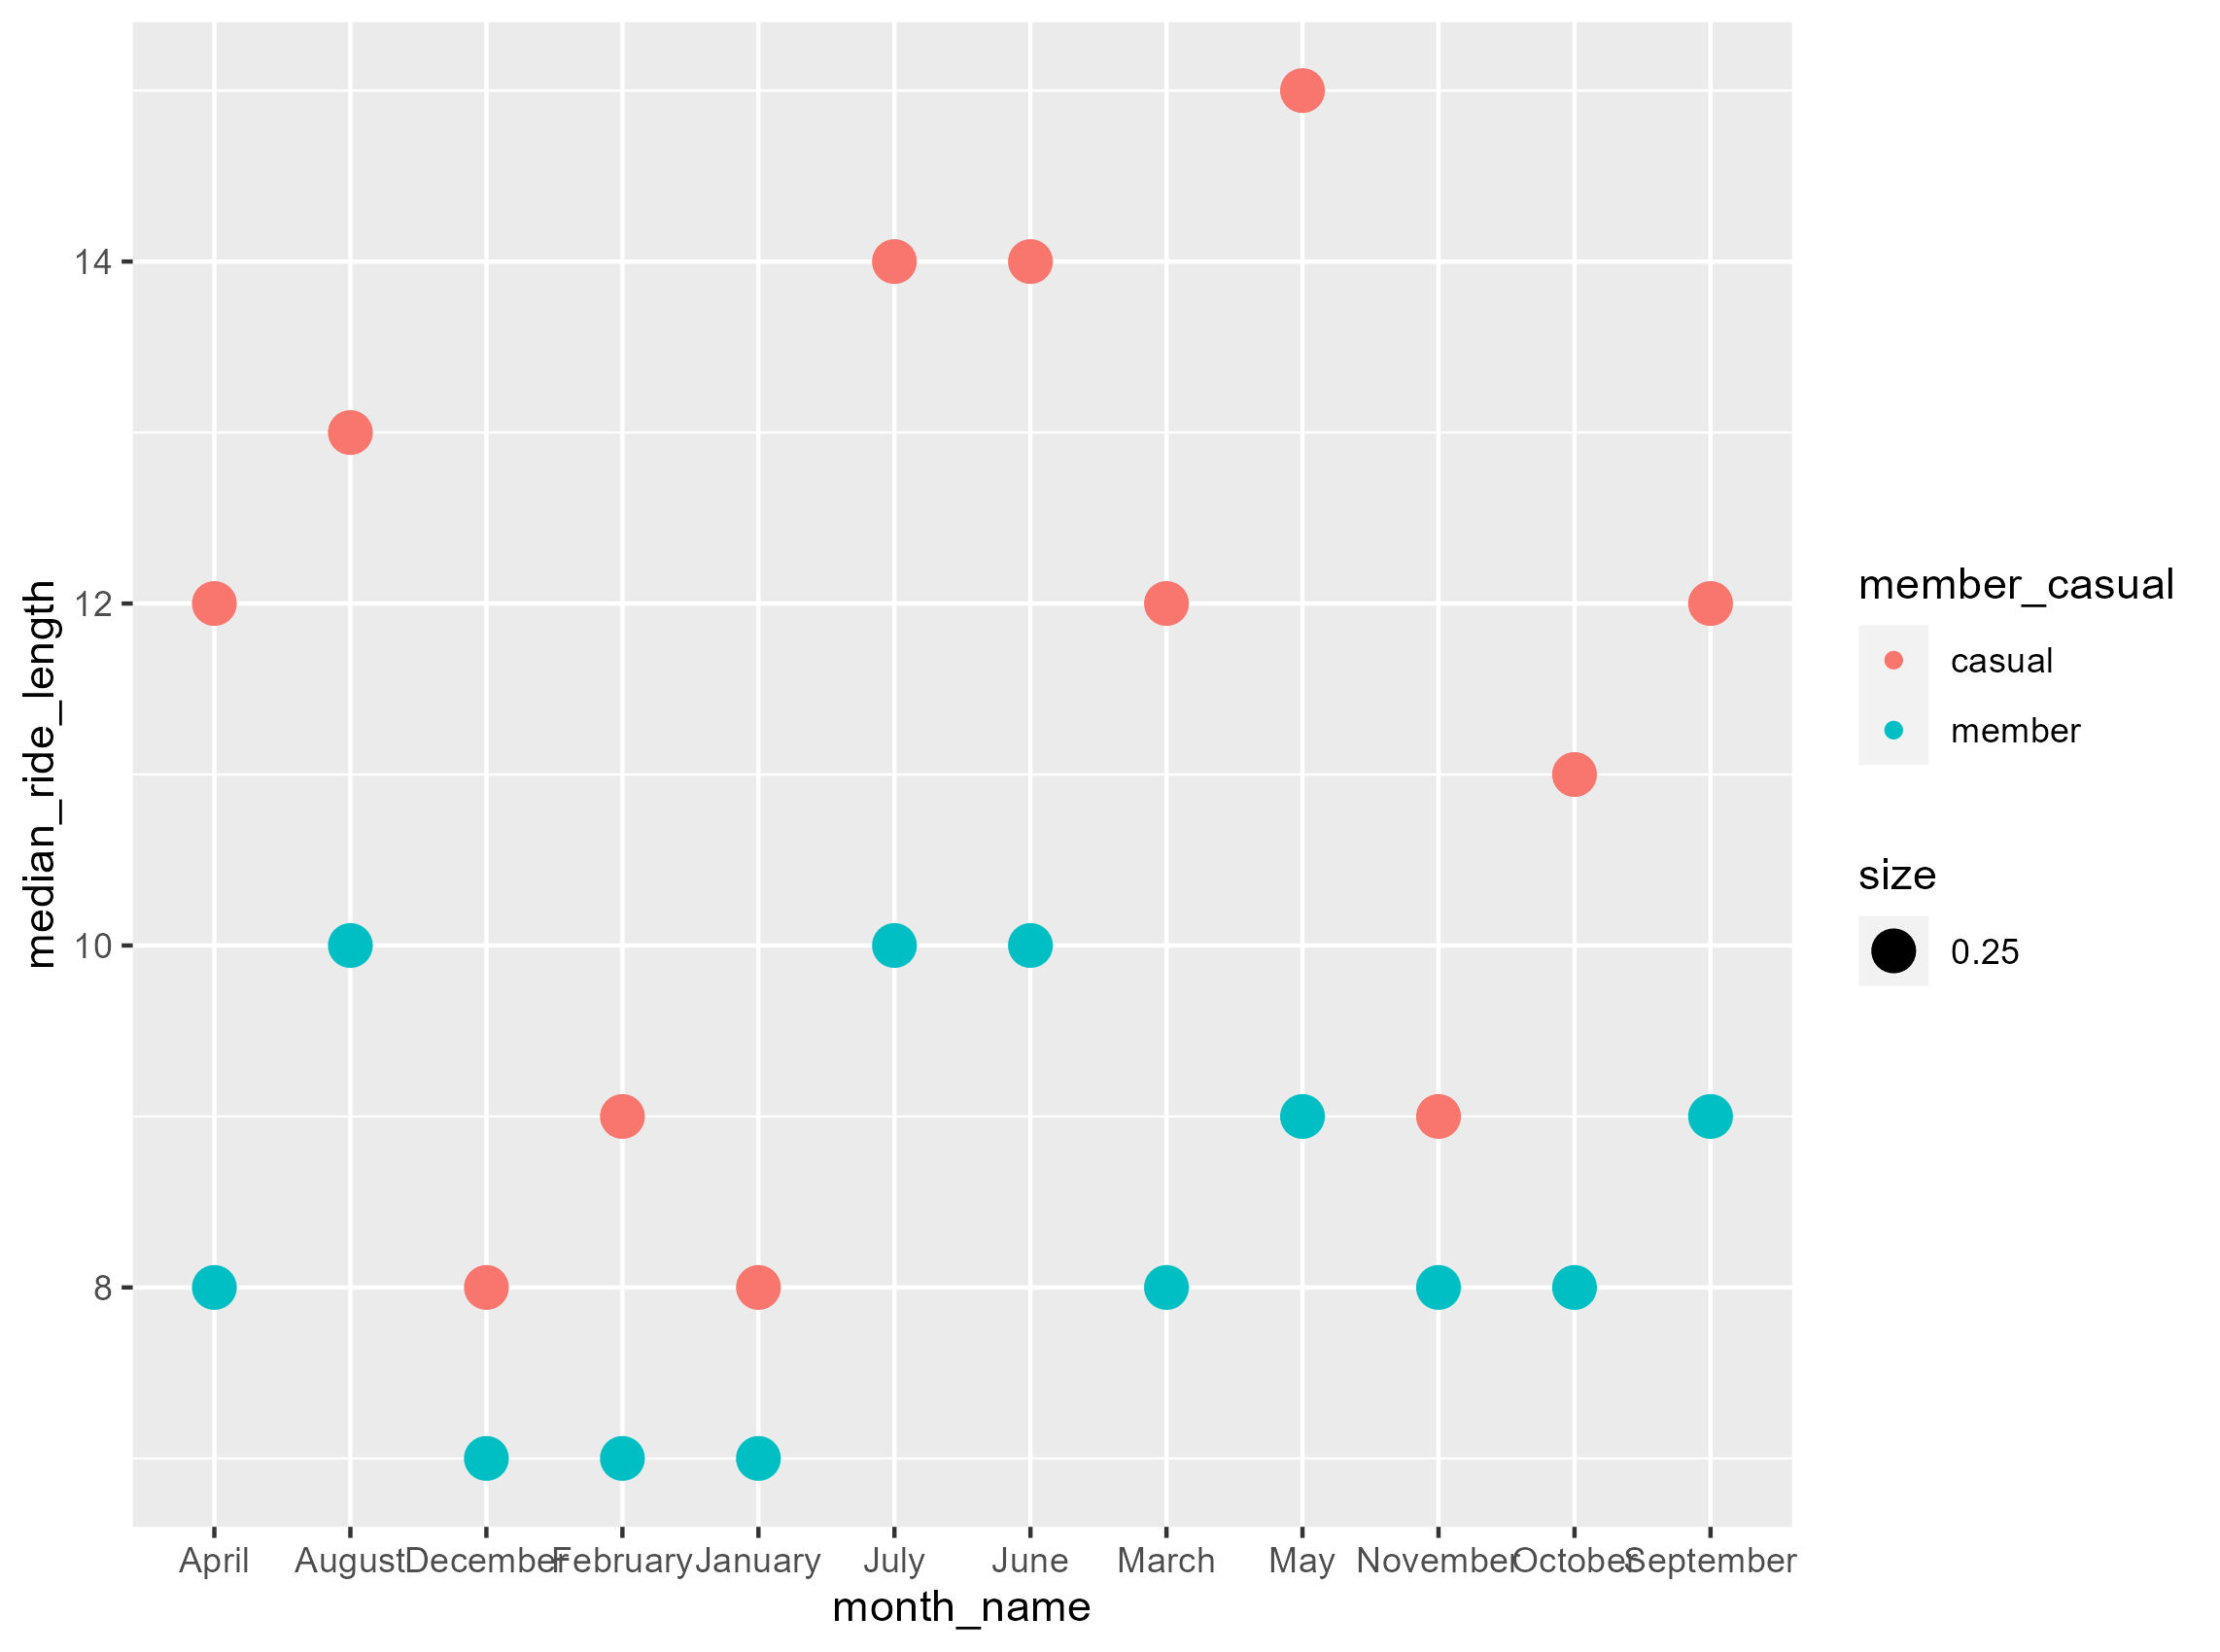 median_ride_length
14
12
10
8
April August December February January July June March May November October September
month_name
member_casual
casual
member
size
0.25